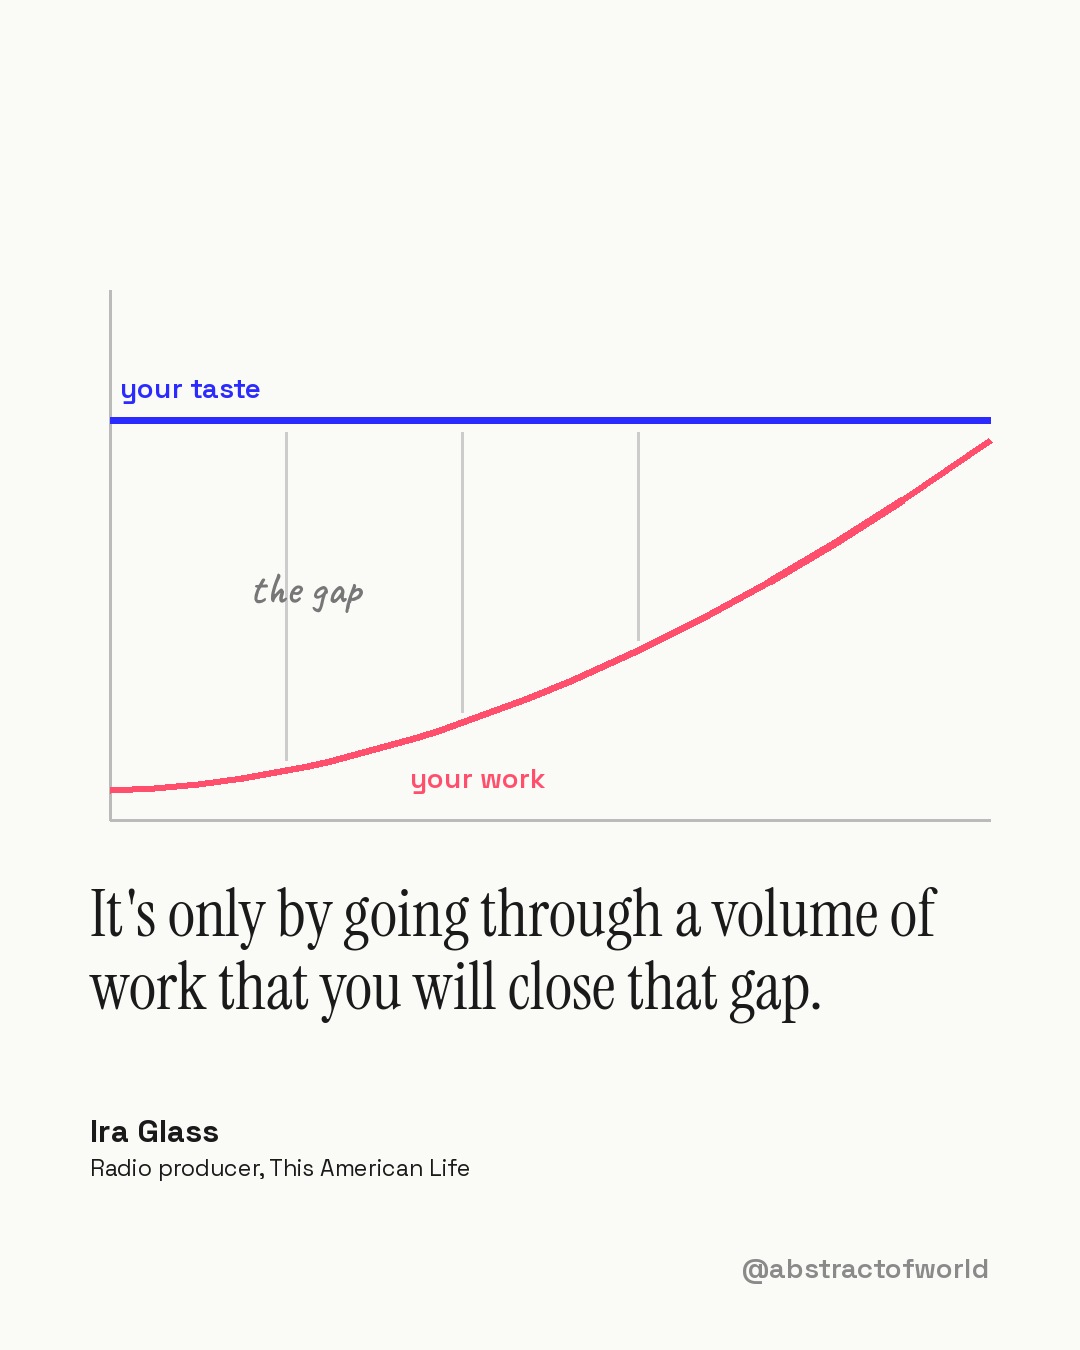 your taste
the gap
your work
It's only by going through a volume of
work that you will close that gap.
Ira Glass
Radio producer, This American Life
@abstractofworld